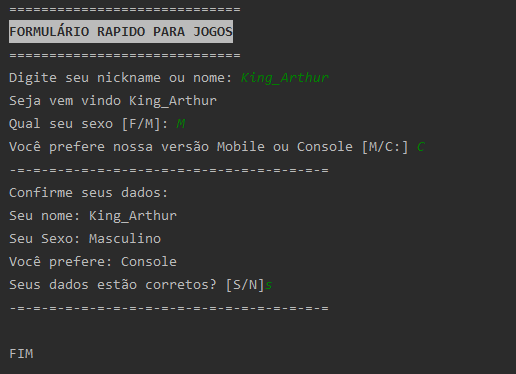 =============================
FORMULÁRIO RAPIDO PARA JOGOS
=============================
Digite seu nickname ou nome: King_Arthur
Seja vem vindo King_Arthur
Qual seu sexo [F/M]: M
Você prefere nossa versão Mobile ou Console [M/C:] C
-=-=-=-=-=-=-=-=-=-=-=-=-=-=-=-=-=-=-=-=
Confirme seus dados:
Seu nome: King_Arthur
Seu Sexo: Masculino
Você prefere: Console
Seus dados estão corretos? [S/N]s
-=-=-=-=-=-=-=-=-=-=-=-=-=-=-=-=-=-=-=-=
FIM